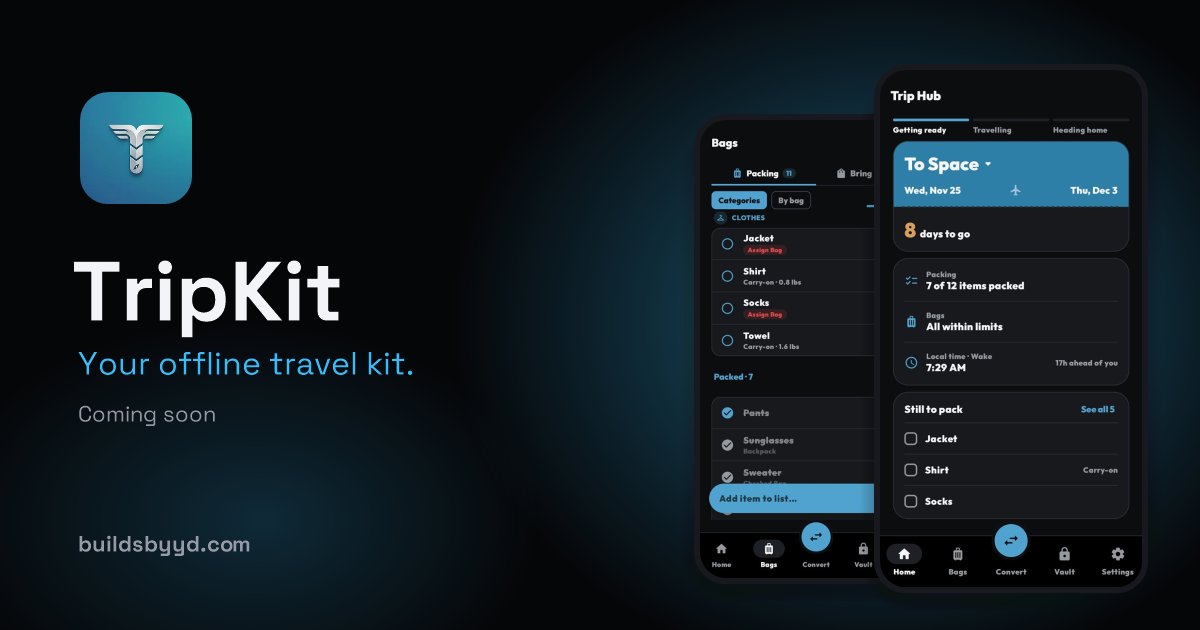 TripKit
Your offline travel kit.
Coming soon
buildsbyyd.com
Bags
Packing 11
Bring
Categories By bag
CLOTHES
Jacket
Assign Bag
Shirt
Carry-on · 0.8 lbs
Socks
Assign Bag
Towel
Carry-on · 1.6 lbs
Packed · 7
Pants
Sunglasses
Backpack
Sweater
Add item to list...
Home Bags Convert Vault
Trip Hub
Getting ready Travelling Heading home
To Space
Wed, Nov 25 Thu, Dec 3
8 days to go
Packing
7 of 12 items packed
Bags
All within limits
Local time · Wake
7:29 AM 17h ahead of you
Still to pack See all 5
Jacket
Shirt Carry-on
Socks
Home Bags Convert Vault Settings